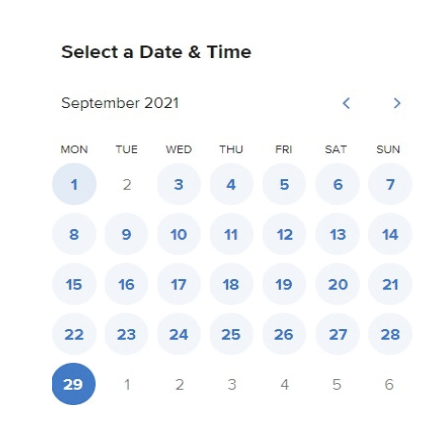 Select a Date & Time
September 2021
MON TUE WED THU FRI SAT SUN
1 2 3 4 5 6 7
8 9 10 11 12 13 14
15 16 17 18 19 20 21
22 23 24 25 26 27 28
29 1 2 3 4 5 6